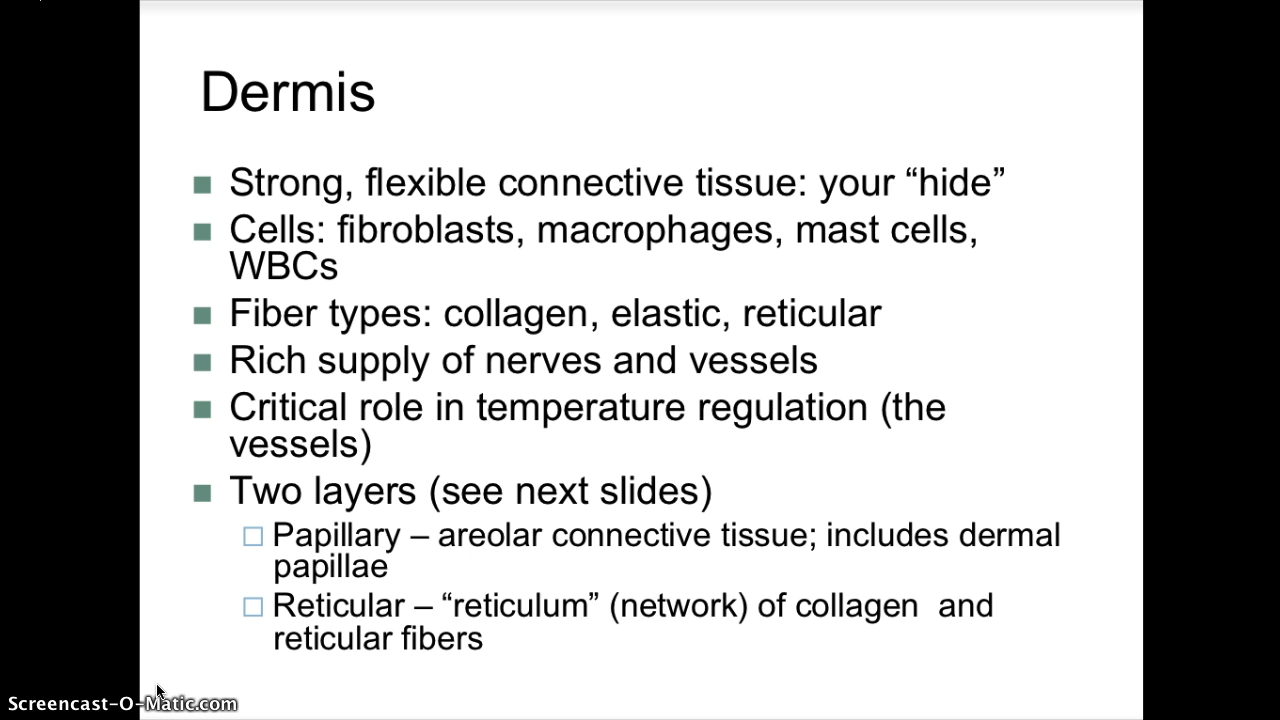 Dermis
Strong, flexible connective tissue: your “hide”
Cells: fibroblasts, macrophages, mast cells,
WBCs
Fiber types: collagen, elastic, reticular
Rich supply of nerves and vessels
Critical role in temperature regulation (the
vessels)
Two layers (see next slides)
Papillary – areolar connective tissue; includes dermal
papillae
Reticular – “reticulum” (network) of collagen  and
reticular fibers
Screencast-O-Matic.com